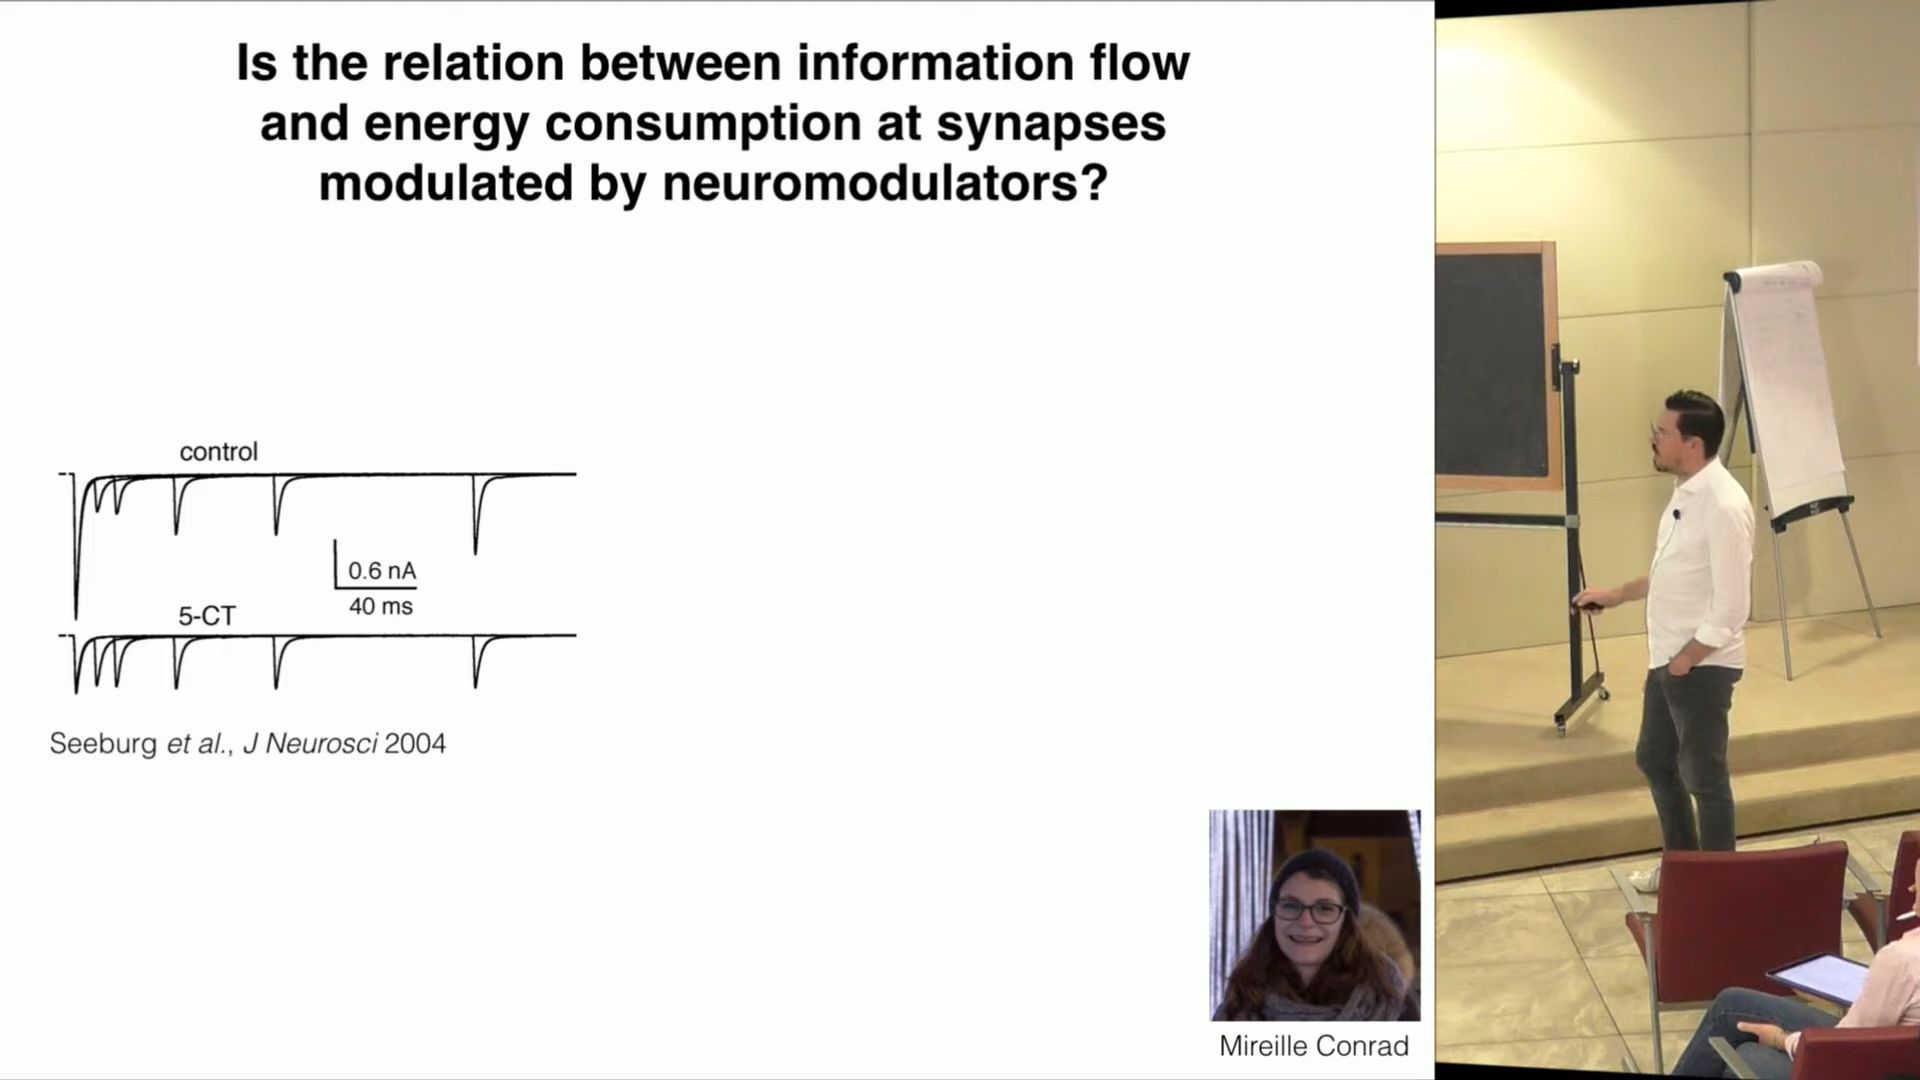 Is the relation between information flow
and energy consumption at synapses
modulated by neuromodulators?
control
0.6 nA
40 ms
5-CT
Seeburg et al., J Neurosci 2004
Mireille Conrad